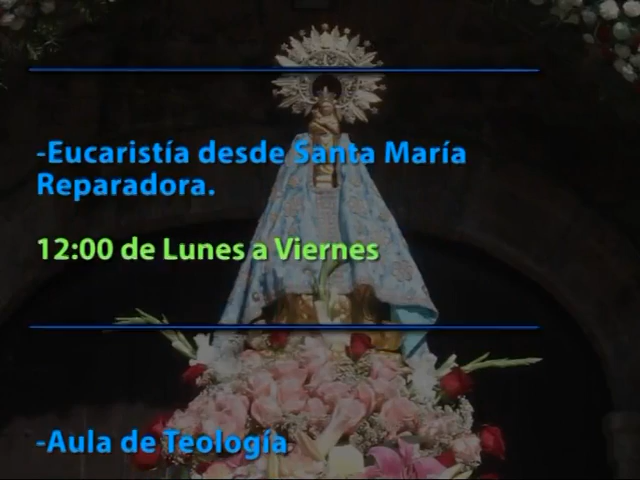 -Eucaristía desde Santa María
Reparadora.
12:00 de Lunes a Viernes
-Aula de Teología